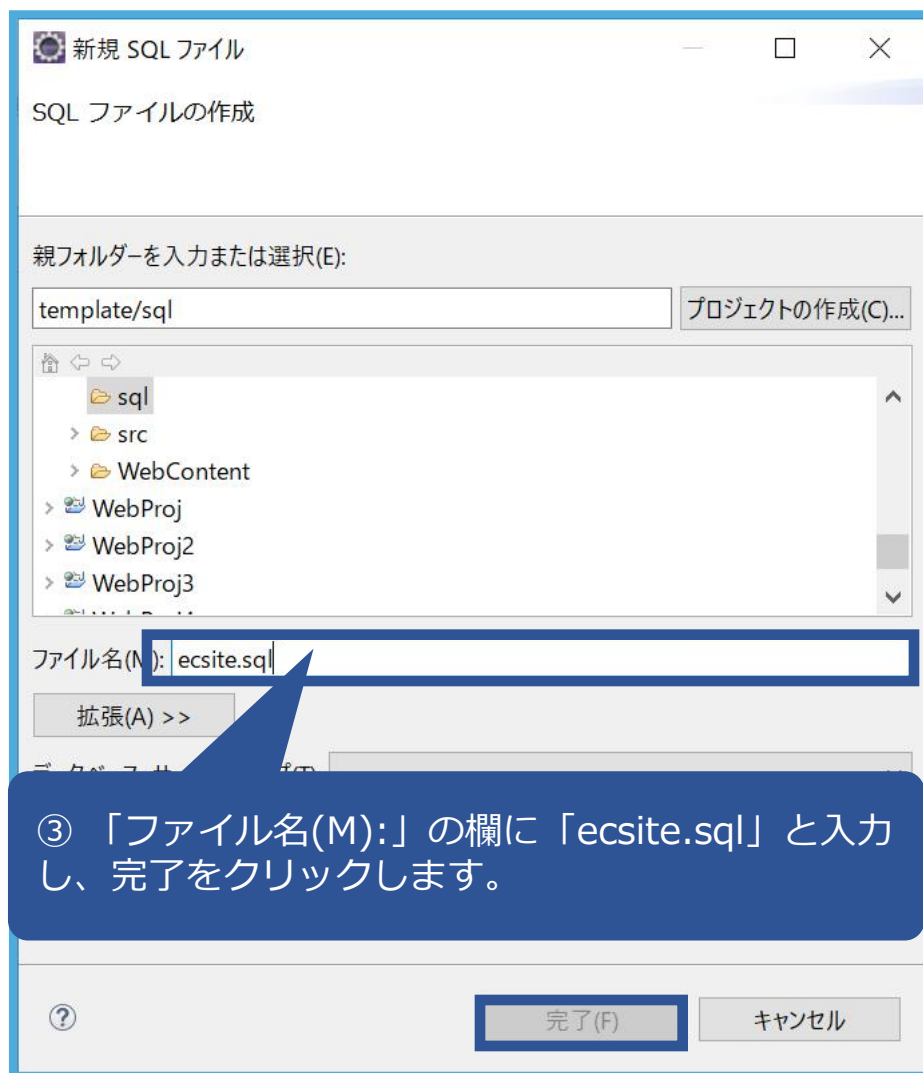 新規 SQL ファイル
SQL ファイルの作成
親フォルダーを入力または選択(E):
template/sql
プロジェクトの作成(C)...
sql
src
WebContent
WebProj
WebProj2
WebProj3
ファイル名(M): ecsite.sql
拡張(A) >>
③ 「ファイル名(M):」の欄に「ecsite.sql」と入力
し、完了をクリックします。
完了(F)
キャンセル